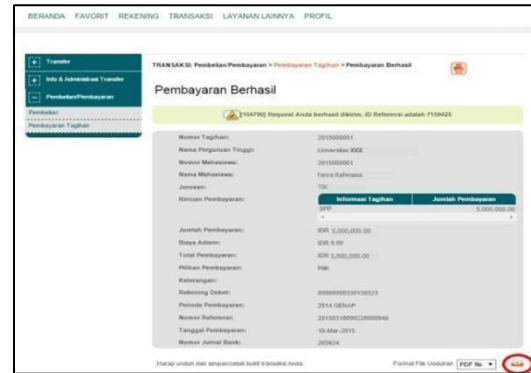 BERANDA FAVORIT REKENING TRANSAKSI LAYANAN LAINNYA PROFIL
Transfer
Info & Administrasi Transfer
Pembelian/Pembayaran
Pembelian
Pembayaran Tagihan
TRANSAKSI: Pembelian/Pembayaran > Pembayaran Tagihan > Pembayaran Berhasil
Pembayaran Berhasil
[104790] Request Anda berhasil dikirim. ID Referensi adalah 7159425
Nomor Tagihan: 2015000001
Nama Perguruan Tinggi: Universitas XXX
Nomor Mahasiswa: 2015000001
Nama Mahasiswa:
Jurusan:
Rincian Pembayaran: Informasi Tagihan Jumlah Pembayaran
SPP 5,000,000.00
Jumlah Pembayaran: IDR 5,000,000.00
Biaya Admin: IDR 0.00
Total Pembayaran: IDR 5,000,000.00
Pilihan Pembayaran:
Keterangan:
Rekening Debet:
Periode Pembayaran: 2014 GENAP
Nomor Referensi:
Tanggal Pembayaran: 10-Mar-2015
Nomor Jurnal Bank: 265624
Harap unduh dan simpan/cetak bukti transaksi Anda. Format File Unduhan: PDF file